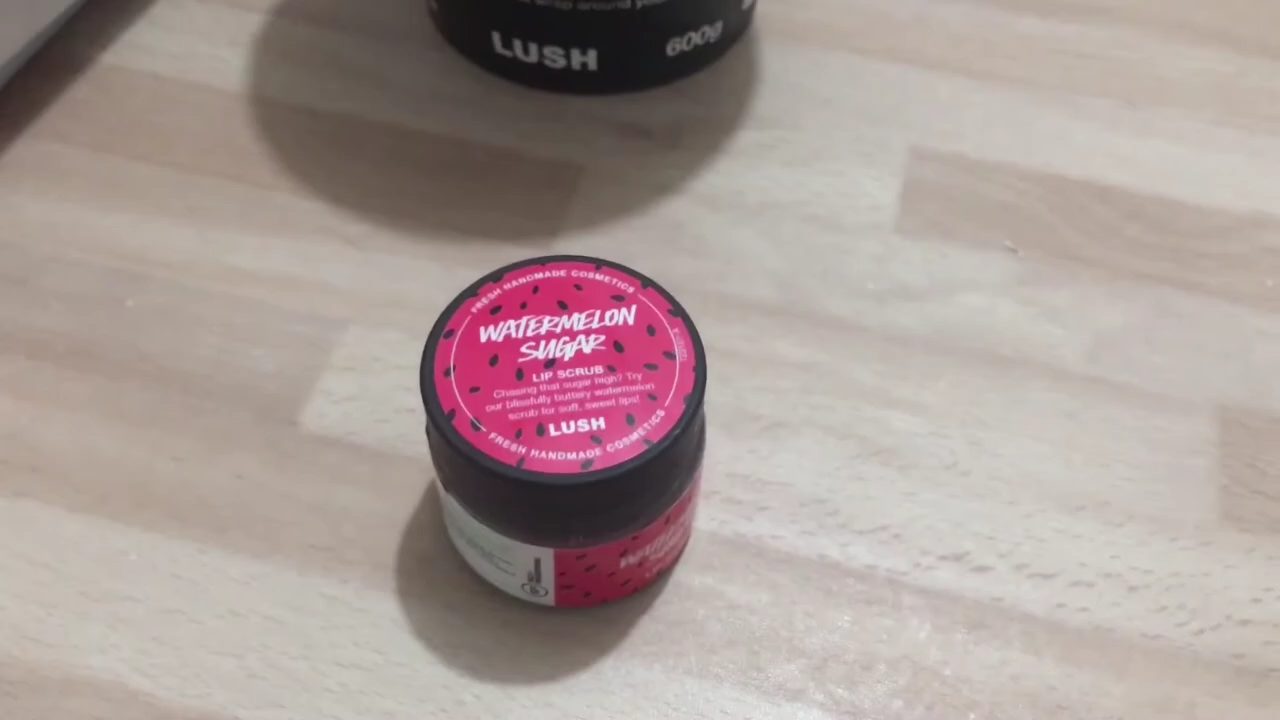 LUSH
600g
FRESH HANDMADE COSMETICS
WATERMELON
SUGAR
LIP SCRUB
Chasing that sugar high? Try
our blissfully buttery watermelon
scrub for soft, sweet lips!
LUSH
FRESH HANDMADE COSMETICS